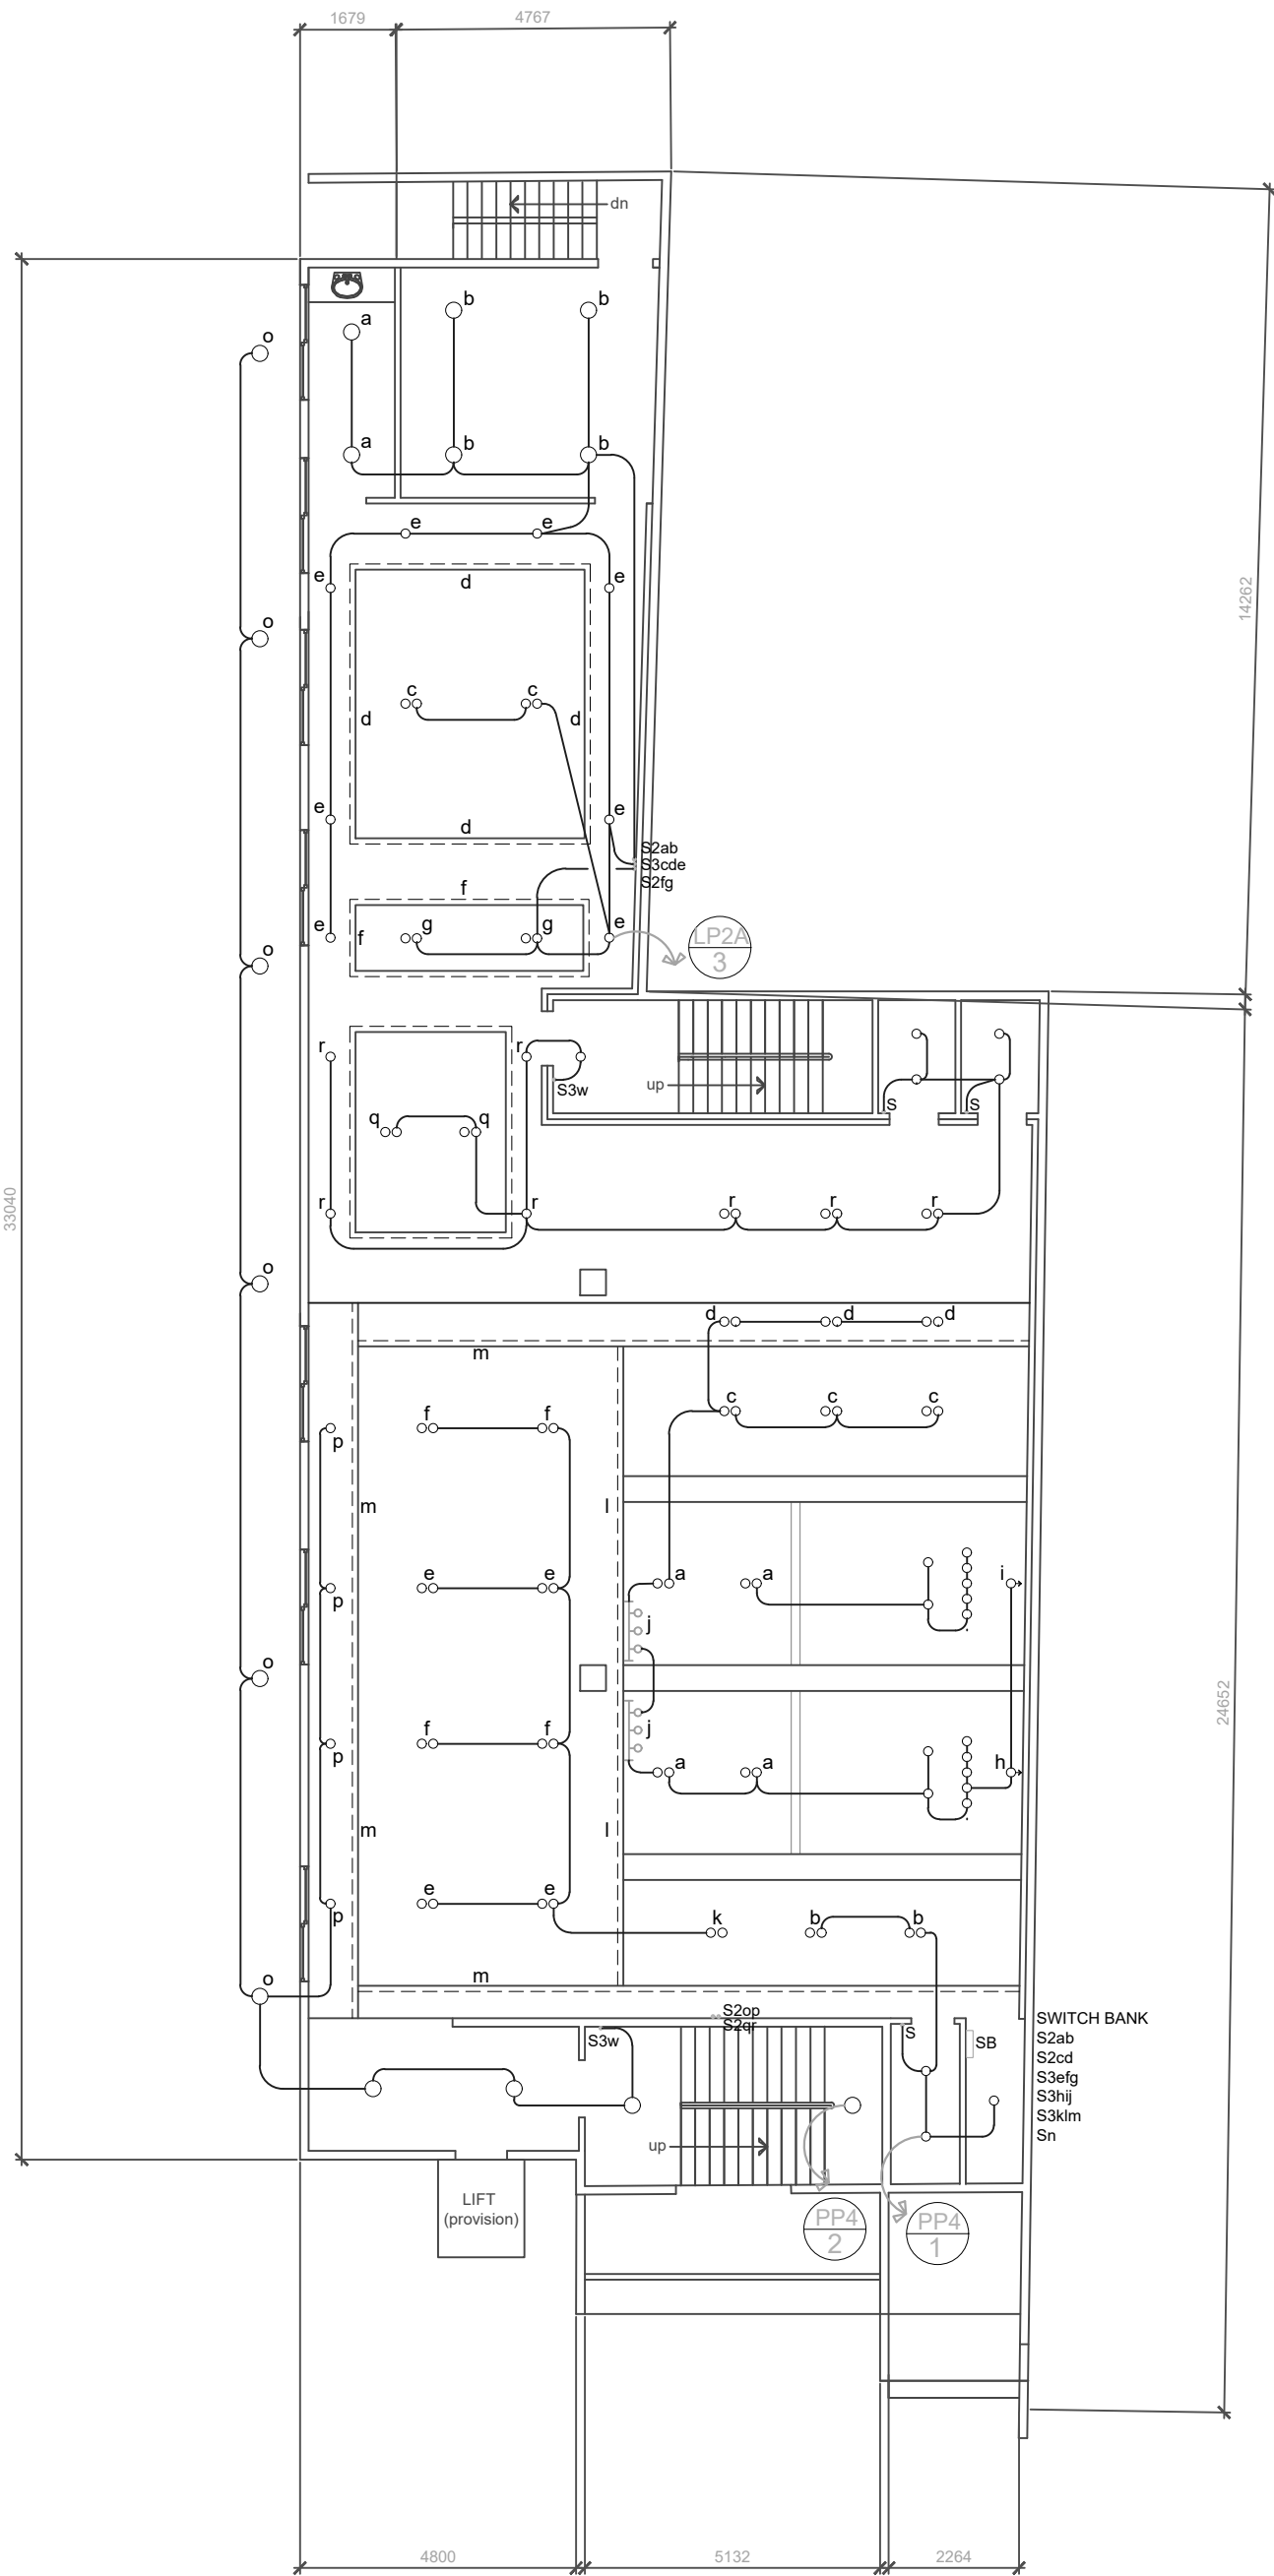 1679
4767
dn
b
b
a
o
a
b
b
e
e
e
d
e
o
c
c
d
d
e
e
d
S2ab
S3cde
S2fg
f
e
f
g
g
e
LP2A
3
o
r
r
S3w
up
S
S
q
q
14262
33040
r
r
r
r
r
o
d
d
d
m
c
c
c
f
f
p
m
l
e
e
a
a
i
p
j
o
24652
f
f
j
p
a
a
h
m
l
e
e
p
k
b
b
m
o
S2op
S2qr
S3w
S
SB
SWITCH BANK
S2ab
S2cd
S3efg
S3hij
S3klm
Sn
up
LIFT
(provision)
PP4
2
PP4
1
4800
5132
2264